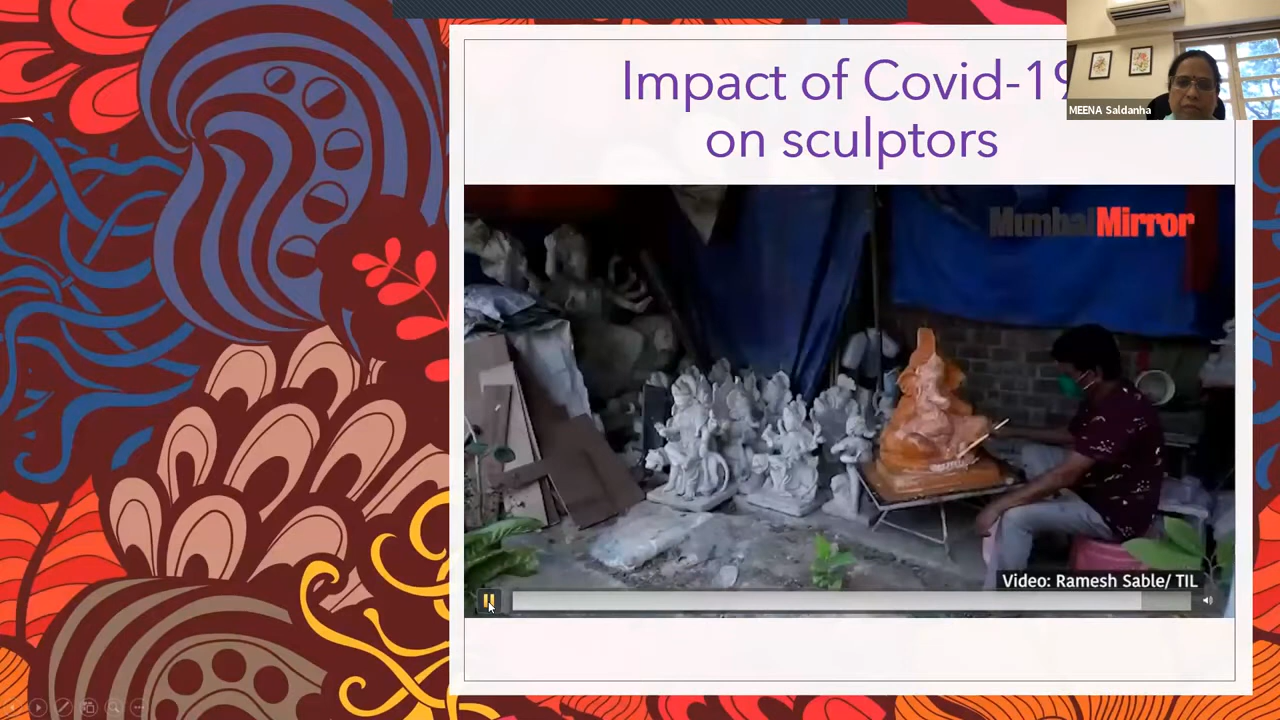 Impact of Covid-19
on sculptors
MEENA Saldanha
MumbaiMirror
Video: Ramesh Sable/ TIL